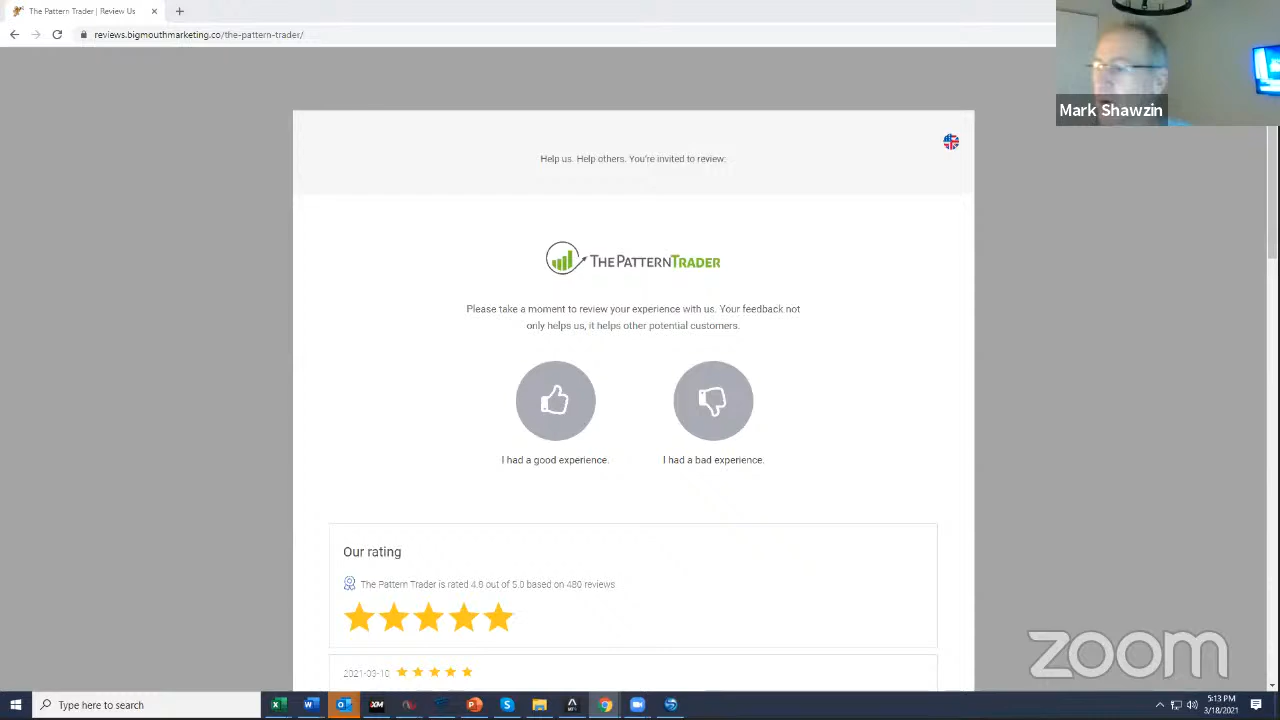 The Pattern Trader | Review Us
reviews.bigmouthmarketing.co/the-pattern-trader/
Mark Shawzin
Help us. Help others. You're invited to review:
THEPATTERNTRADER
Please take a moment to review your experience with us. Your feedback not
only helps us, it helps other potential customers.
I had a good experience.
I had a bad experience.
Our rating
The Pattern Trader is rated 4.8 out of 5.0 based on 480 reviews
2021-03-10
zoom
Type here to search
5:13 PM
3/18/2021